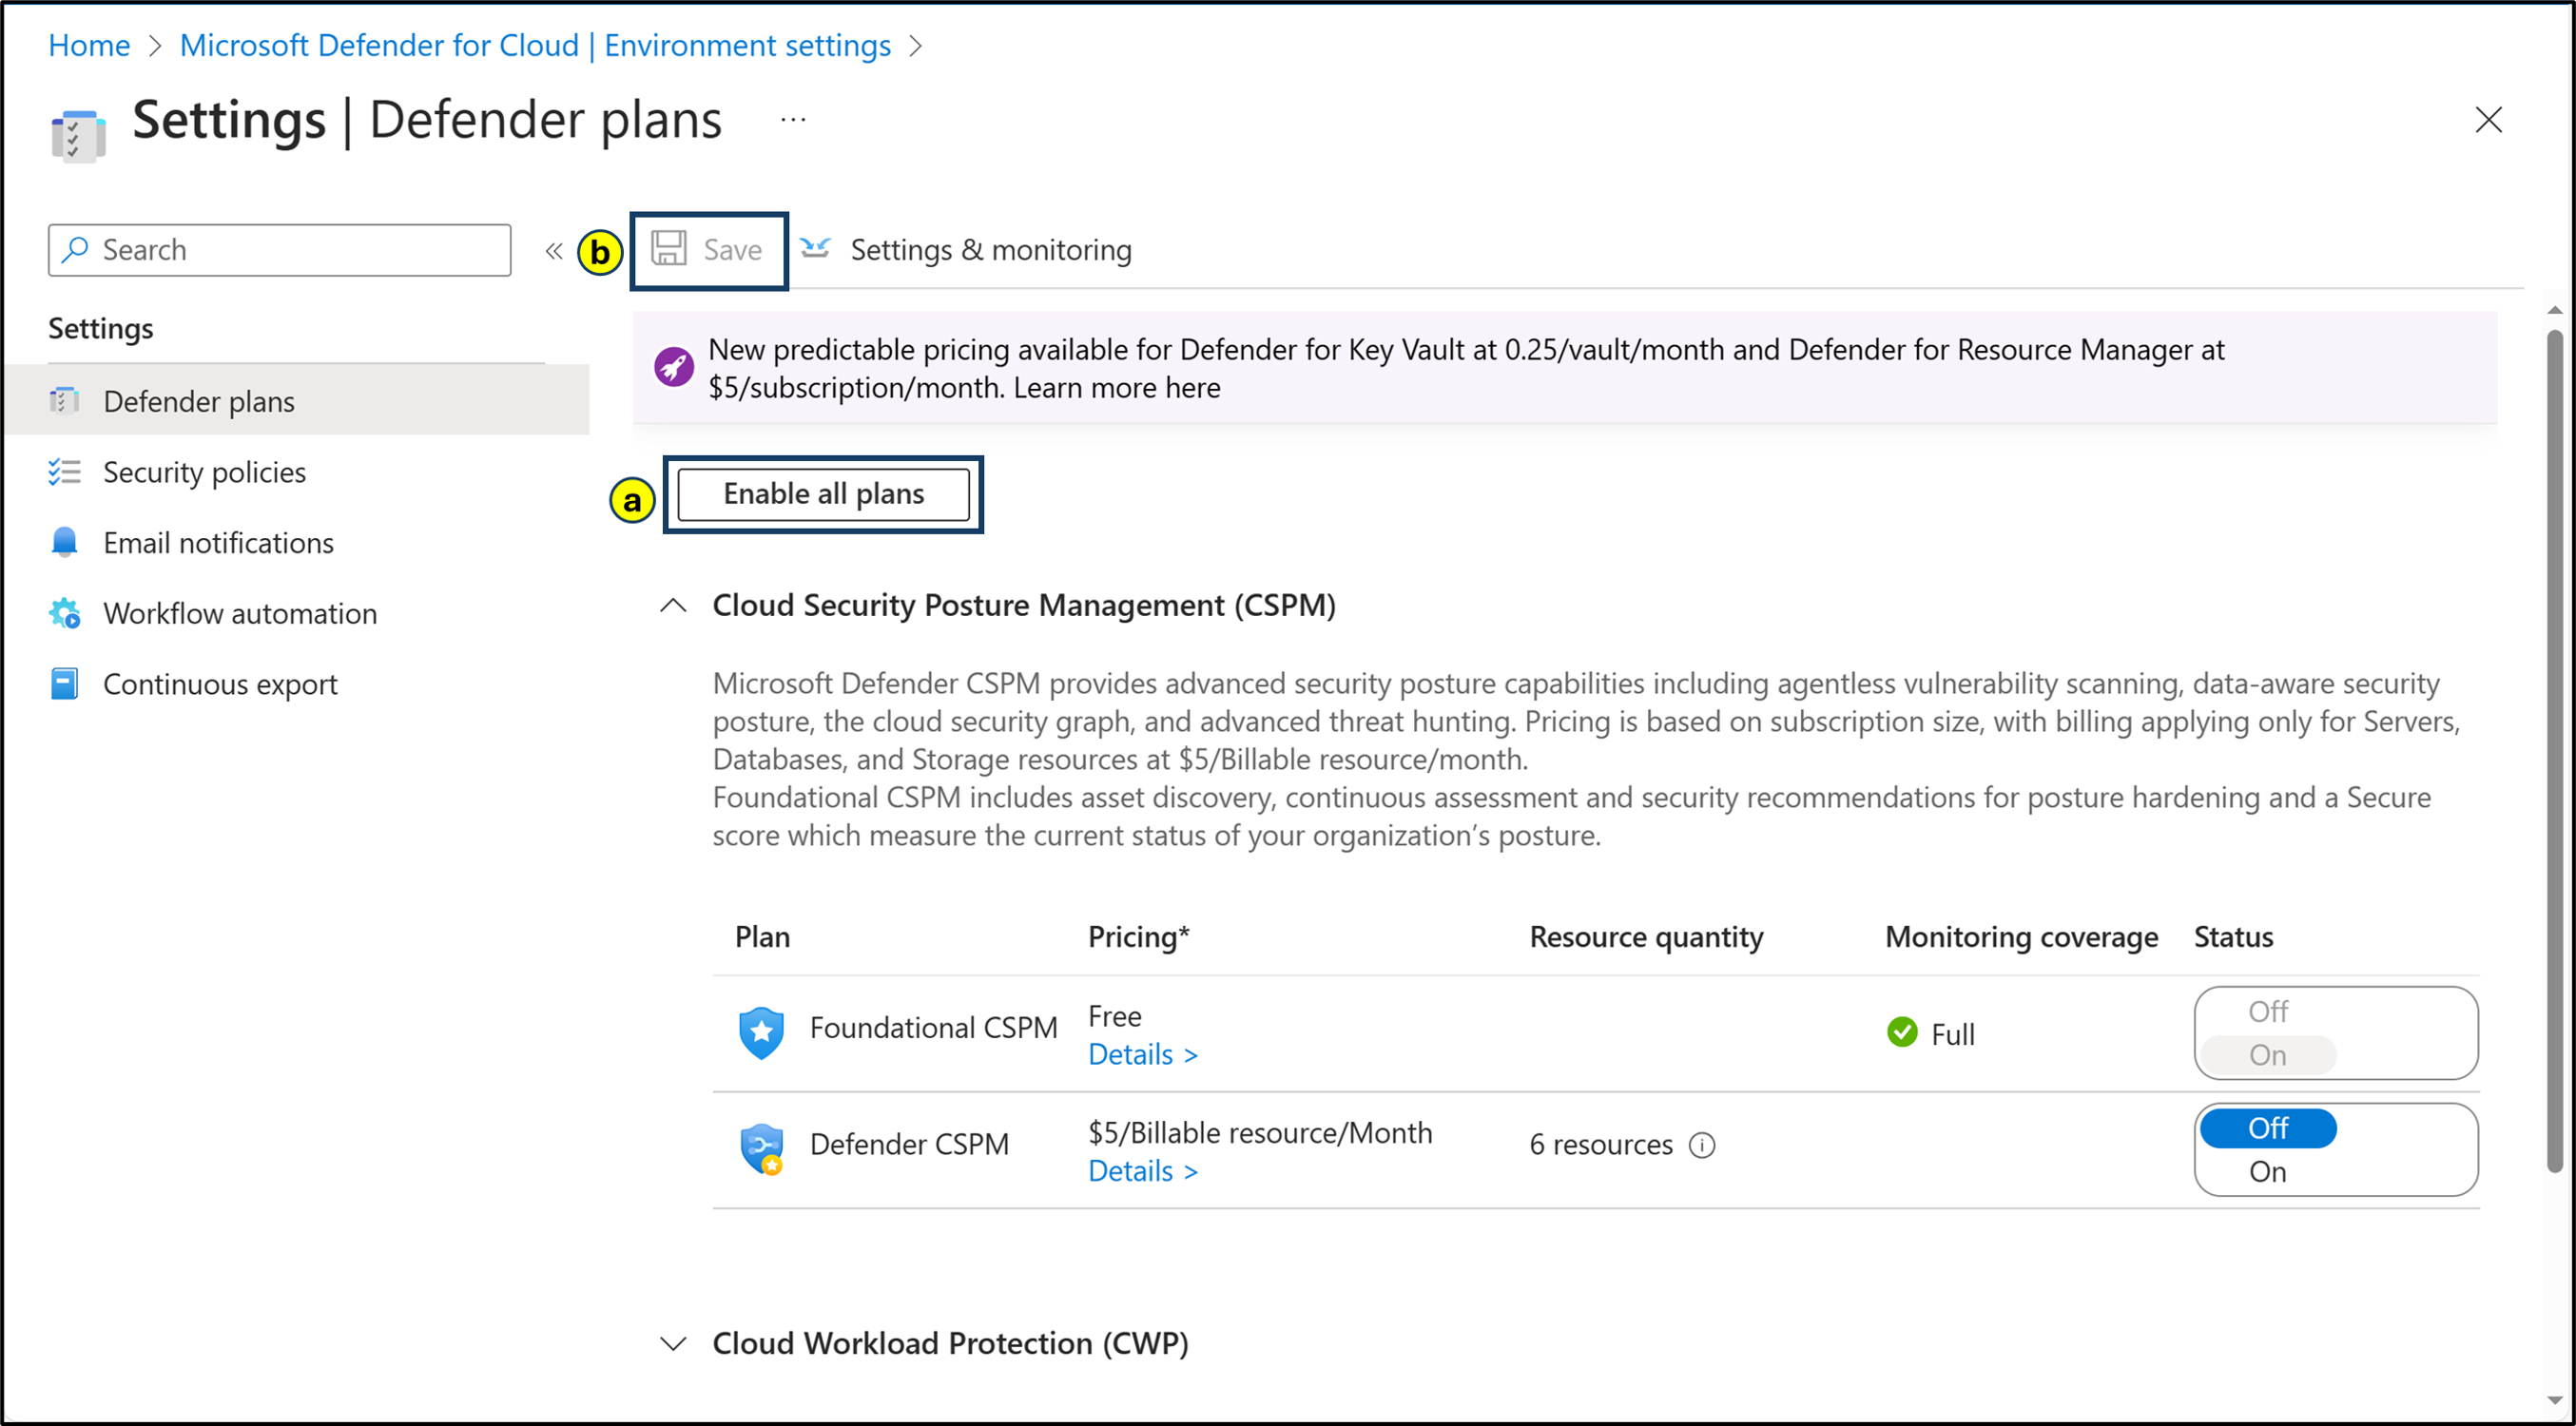 Home > Microsoft Defender for Cloud | Environment settings >
Settings | Defender plans ...
Search
«
b
Save
Settings & monitoring
Settings
Defender plans
Security policies
Email notifications
Workflow automation
Continuous export
New predictable pricing available for Defender for Key Vault at 0.25/vault/month and Defender for Resource Manager at
$5/subscription/month. Learn more here
a
Enable all plans
Cloud Security Posture Management (CSPM)
Microsoft Defender CSPM provides advanced security posture capabilities including agentless vulnerability scanning, data-aware security
posture, the cloud security graph, and advanced threat hunting. Pricing is based on subscription size, with billing applying only for Servers,
Databases, and Storage resources at $5/Billable resource/month.
Foundational CSPM includes asset discovery, continuous assessment and security recommendations for posture hardening and a Secure
score which measure the current status of your organization's posture.
Plan Pricing* Resource quantity Monitoring coverage Status
Foundational CSPM
Free
Details >
Full
Off
On
Defender CSPM
$5/Billable resource/Month
Details >
6 resources
Off
On
Cloud Workload Protection (CWP)